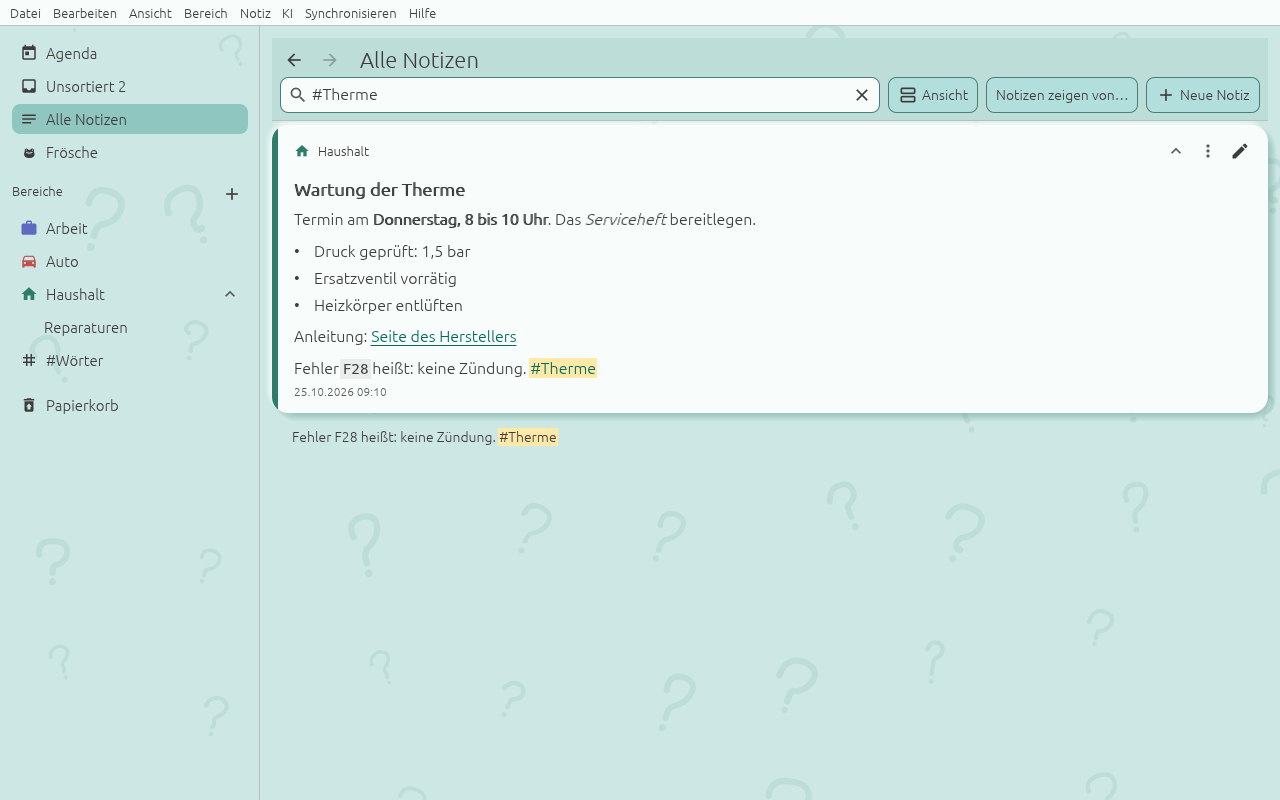 Datei Bearbeiten Ansicht Bereich Notiz KI Synchronisieren Hilfe
Agenda
Unsortiert 2
Alle Notizen
Frösche
Bereiche
Arbeit
Auto
Haushalt
Reparaturen
#Wörter
Papierkorb
Alle Notizen
#Therme
Ansicht
Notizen zeigen von…
Neue Notiz
Haushalt
Wartung der Therme
Termin am Donnerstag, 8 bis 10 Uhr. Das Serviceheft bereitlegen.
• Druck geprüft: 1,5 bar
• Ersatzventil vorrätig
• Heizkörper entlüften
Anleitung: Seite des Herstellers
Fehler F28 heißt: keine Zündung. #Therme
25.10.2026 09:10
Fehler F28 heißt: keine Zündung. #Therme